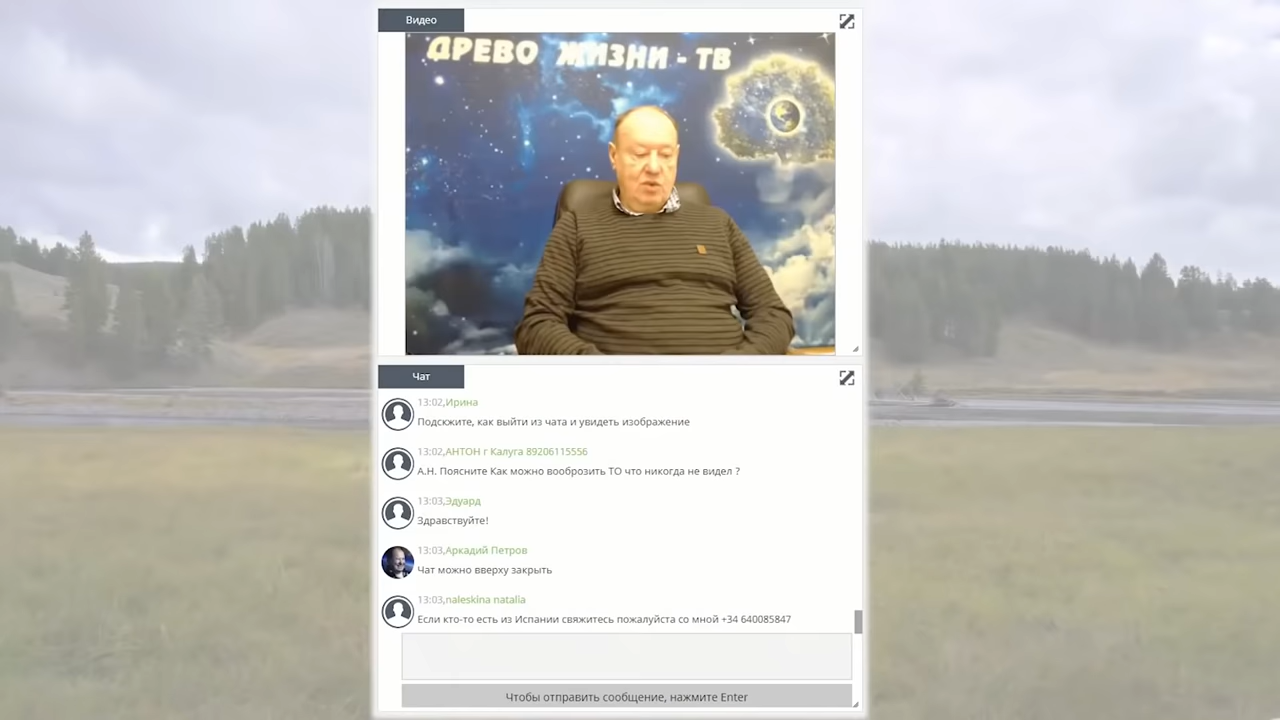 Видео
ДРЕВО ЖИЗНИ - ТВ
Чат
13:02,Ирина
Подскжите, как выйти из чата и увидеть изображение
13:02,АНТОН г Калуга 89206115556
А.Н. Поясните Как можно вооброзить ТО что никогда не видел ?
13:03,Эдуард
Здравствуйте!
13:03,Аркадий Петров
Чат можно вверху закрыть
13:03,naleskina natalia
Если кто-то есть из Испании свяжитесь пожалуйста со мной +34 640085847
Чтобы отправить сообщение, нажмите Enter